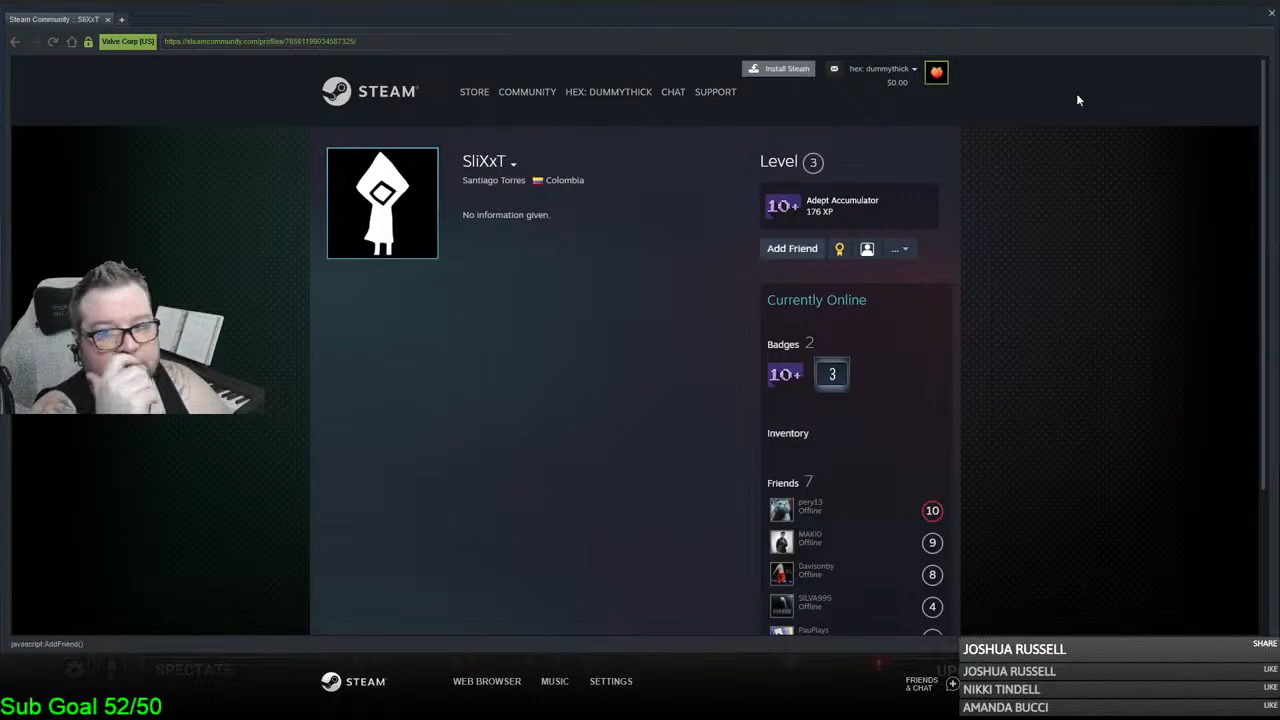 Steam Community :: SliXxT
Valve Corp [US]
https://steamcommunity.com/profiles/76561199034587325/
Install Steam
hex: dummythick
$0.00
STEAM
STORE COMMUNITY HEX: DUMMYTHICK CHAT SUPPORT
SliXxT
Santiago Torres Colombia
No information given.
Level 3
10+
Adept Accumulator
176 XP
Add Friend
...
Currently Online
Badges 2
10+ 3
Inventory
Friends 7
pery13
Offline
10
MAKI0
Offline
9
Davisonby
Offline
8
SILVA995
Offline
4
PauPlays
javascript:AddFriend()
SPECTATE
STEAM
WEB BROWSER MUSIC SETTINGS
FRIENDS
& CHAT
JOSHUA RUSSELL SHARE
JOSHUA RUSSELL LIKE
NIKKI TINDELL LIKE
AMANDA BUCCI LIKE
Sub Goal 52/50